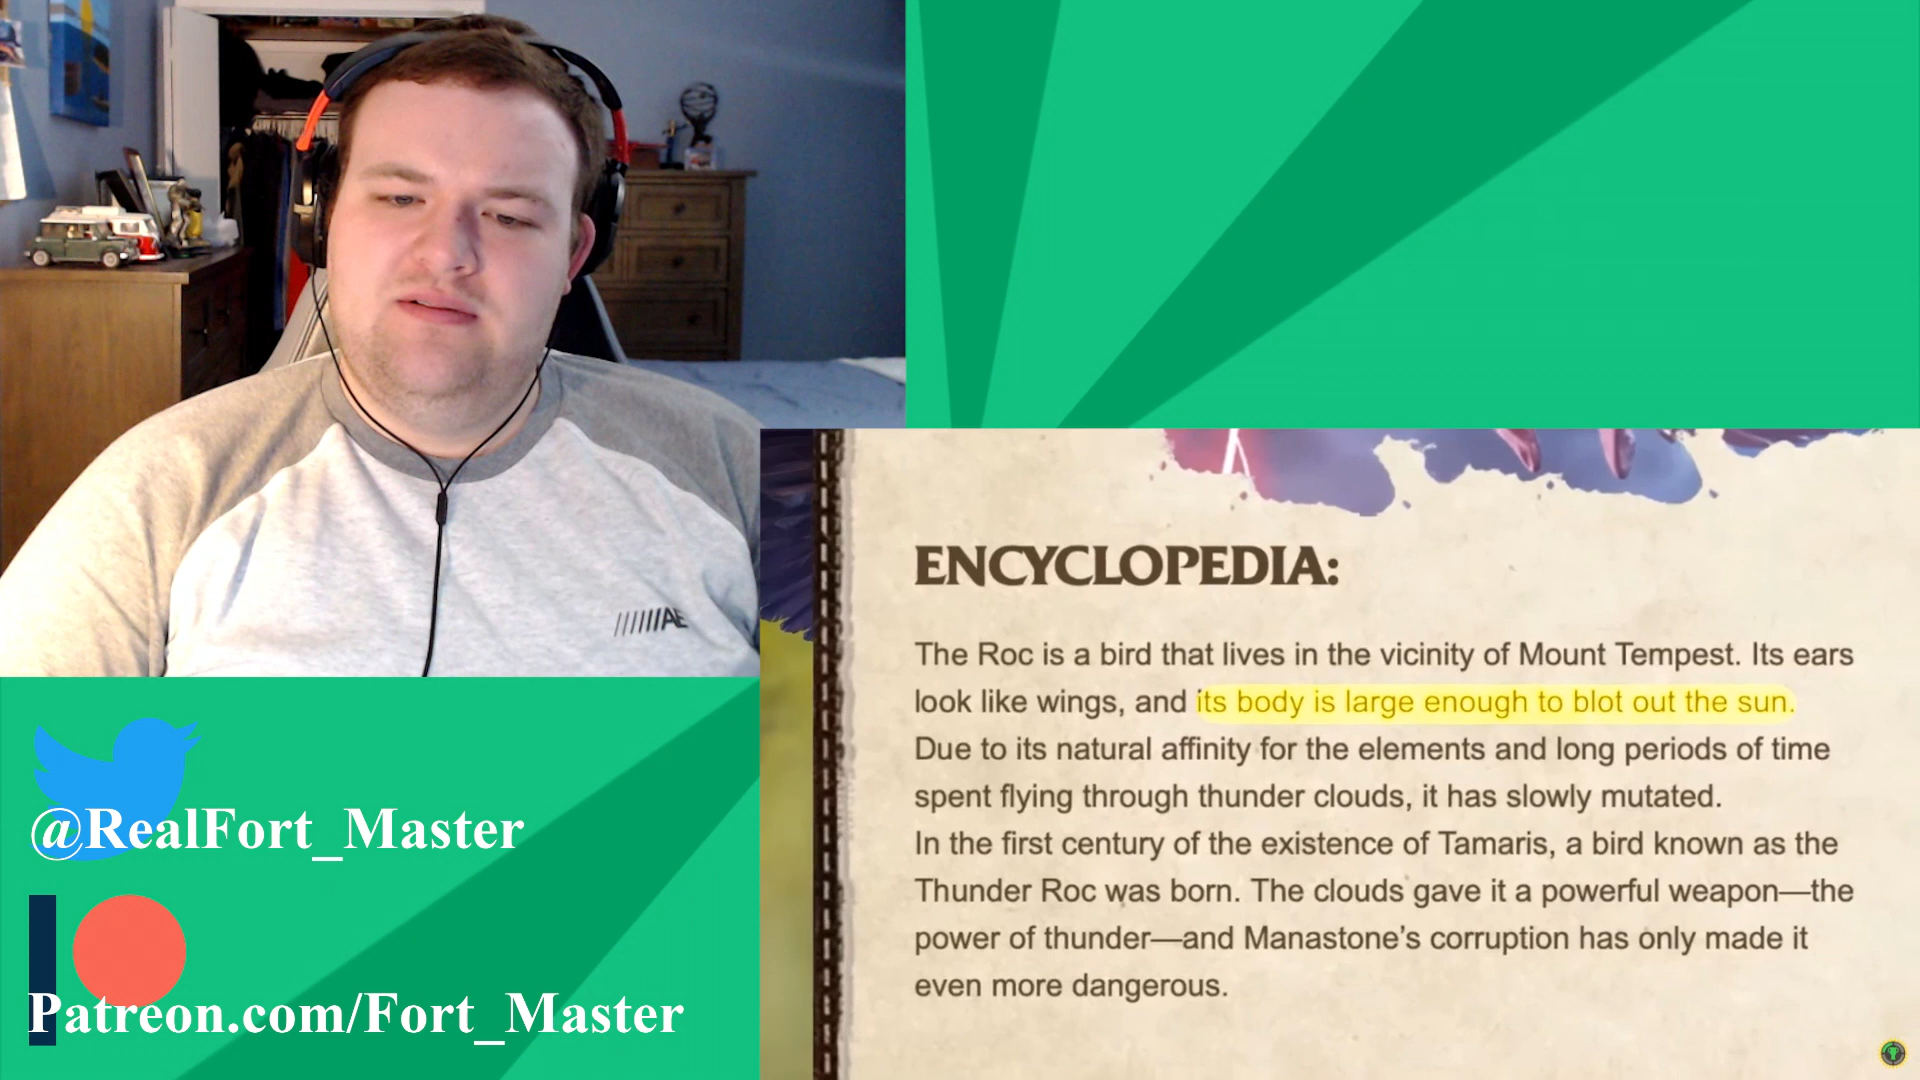 AE
ENCYCLOPEDIA:
The Roc is a bird that lives in the vicinity of Mount Tempest. Its ears
look like wings, and its body is large enough to blot out the sun.
Due to its natural affinity for the elements and long periods of time
spent flying through thunder clouds, it has slowly mutated.
In the first century of the existence of Tamaris, a bird known as the
Thunder Roc was born. The clouds gave it a powerful weapon—the
power of thunder—and Manastone’s corruption has only made it
even more dangerous.
@RealFort_Master
Patreon.com/Fort_Master